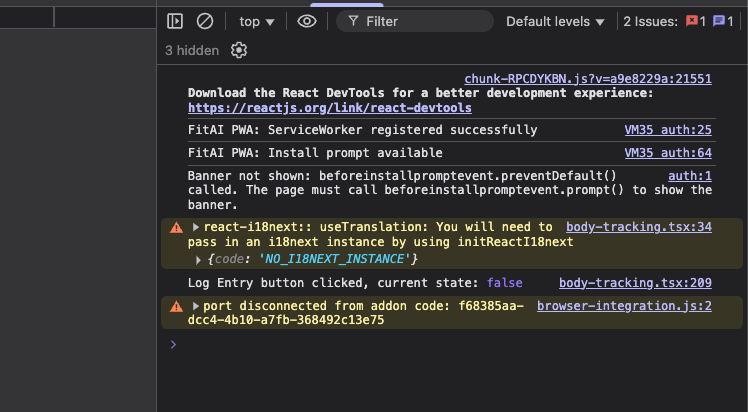 top ▼ Filter Default levels ▼ 2 Issues: 1 1
3 hidden
chunk-RPCDYKBN.js?v=a9e8229a:21551
Download the React DevTools for a better development experience:
https://reactjs.org/link/react-devtools
FitAI PWA: ServiceWorker registered successfully VM35 auth:25
FitAI PWA: Install prompt available VM35 auth:64
Banner not shown: beforeinstallpromptevent.preventDefault() auth:1
called. The page must call beforeinstallpromptevent.prompt() to show the
banner.
▶react-i18next:: useTranslation: You will need to body-tracking.tsx:34
pass in an i18next instance by using initReactI18next
▶{code: 'NO_I18NEXT_INSTANCE'}
Log Entry button clicked, current state: false body-tracking.tsx:209
▶port disconnected from addon code: f68385aa- browser-integration.js:2
dcc4-4b10-a7fb-368492c13e75